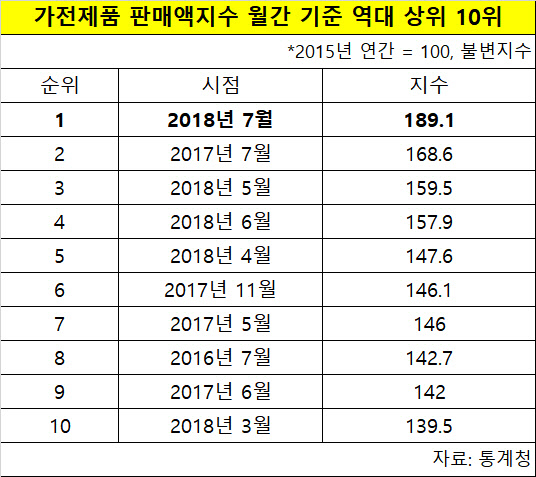 가전제품 판매액지수 월간 기준 역대 상위 10위
*2015년 연간 = 100, 불변지수
순위 시점 지수
1 2018년 7월 189.1
2 2017년 7월 168.6
3 2018년 5월 159.5
4 2018년 6월 157.9
5 2018년 4월 147.6
6 2017년 11월 146.1
7 2017년 5월 146
8 2016년 7월 142.7
9 2017년 6월 142
10 2018년 3월 139.5
자료: 통계청